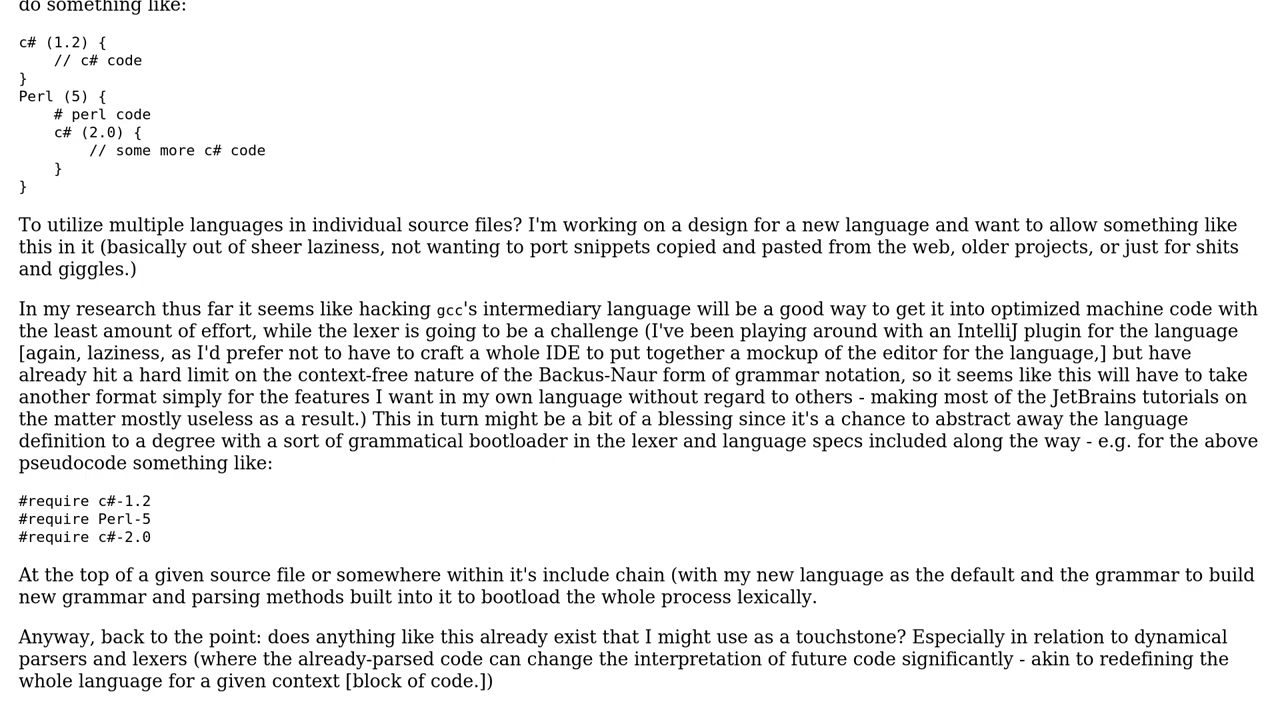 do something like:
c# (1.2) {
    // c# code
}
Perl (5) {
    # perl code
    c# (2.0) {
        // some more c# code
    }
}
To utilize multiple languages in individual source files? I'm working on a design for a new language and want to allow something like
this in it (basically out of sheer laziness, not wanting to port snippets copied and pasted from the web, older projects, or just for shits
and giggles.)
In my research thus far it seems like hacking gcc's intermediary language will be a good way to get it into optimized machine code with
the least amount of effort, while the lexer is going to be a challenge (I've been playing around with an IntelliJ plugin for the language
[again, laziness, as I'd prefer not to have to craft a whole IDE to put together a mockup of the editor for the language,] but have
already hit a hard limit on the context-free nature of the Backus-Naur form of grammar notation, so it seems like this will have to take
another format simply for the features I want in my own language without regard to others - making most of the JetBrains tutorials on
the matter mostly useless as a result.) This in turn might be a bit of a blessing since it's a chance to abstract away the language
definition to a degree with a sort of grammatical bootloader in the lexer and language specs included along the way - e.g. for the above
pseudocode something like:
#require c#-1.2
#require Perl-5
#require c#-2.0
At the top of a given source file or somewhere within it's include chain (with my new language as the default and the grammar to build
new grammar and parsing methods built into it to bootload the whole process lexically.
Anyway, back to the point: does anything like this already exist that I might use as a touchstone? Especially in relation to dynamical
parsers and lexers (where the already-parsed code can change the interpretation of future code significantly - akin to redefining the
whole language for a given context [block of code.])